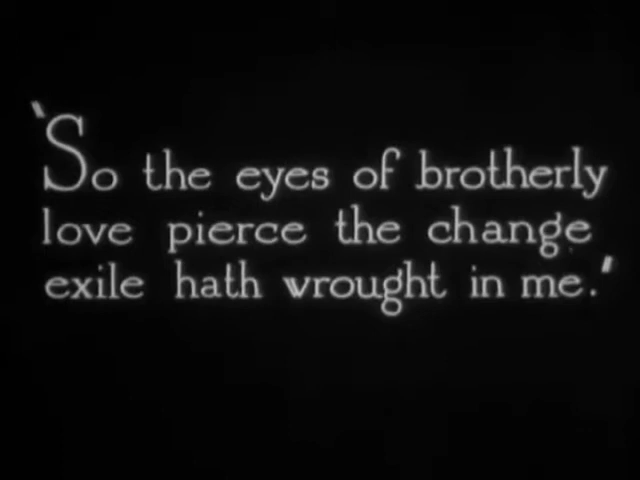 "So the eyes of brotherly
love pierce the change
exile hath wrought in me."